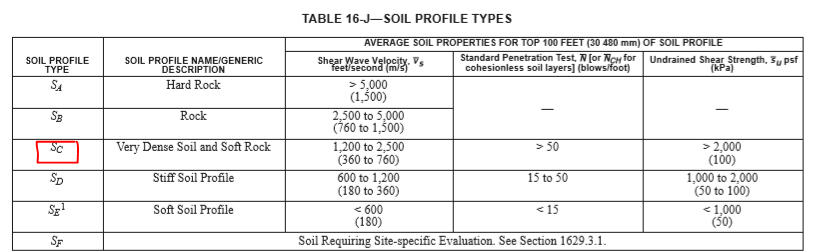 TABLE 16-J—SOIL PROFILE TYPES
AVERAGE SOIL PROPERTIES FOR TOP 100 FEET (30 480 mm) OF SOIL PROFILE
SOIL PROFILE TYPE
SOIL PROFILE NAME/GENERIC DESCRIPTION
Shear Wave Velocity, v̅s feet/second (m/s)
Standard Penetration Test, N̅ [or N̅CH for cohesionless soil layers] (blows/foot)
Undrained Shear Strength, s̅u psf (kPa)
SA Hard Rock > 5,000 (1,500) — —
SB Rock 2,500 to 5,000 (760 to 1,500)
SC Very Dense Soil and Soft Rock 1,200 to 2,500 (360 to 760) > 50 > 2,000 (100)
SD Stiff Soil Profile 600 to 1,200 (180 to 360) 15 to 50 1,000 to 2,000 (50 to 100)
SE1 Soft Soil Profile < 600 (180) < 15 < 1,000 (50)
SF Soil Requiring Site-specific Evaluation. See Section 1629.3.1.